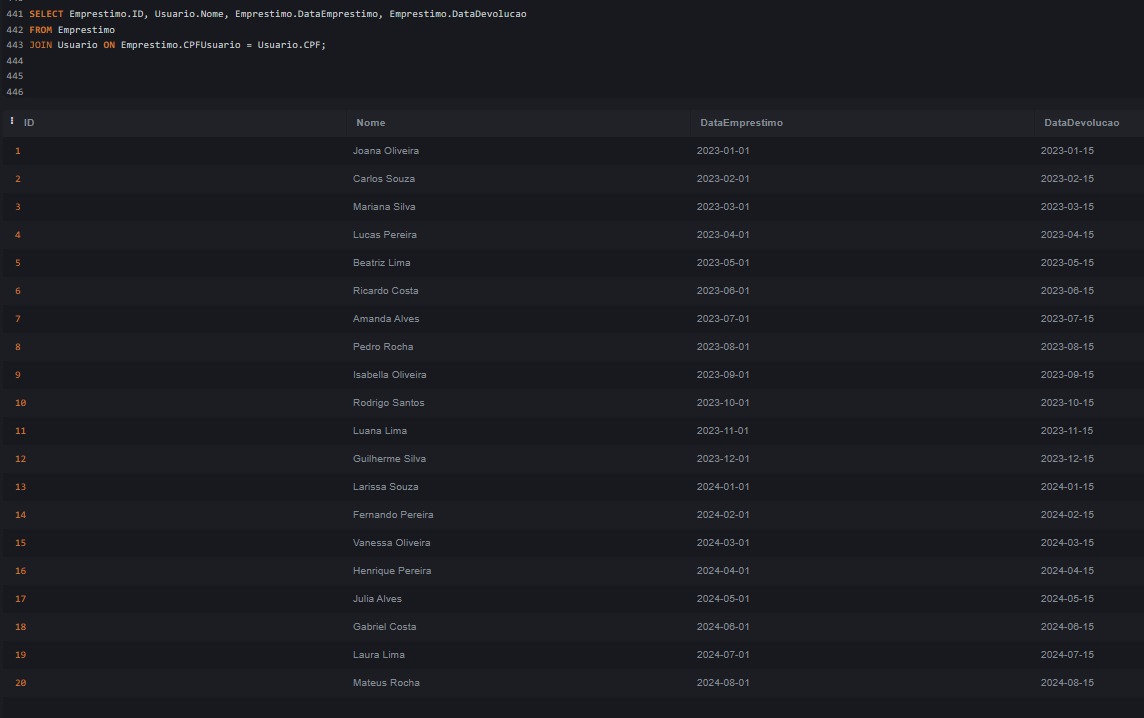 441 SELECT Emprestimo.ID, Usuario.Nome, Emprestimo.DataEmprestimo, Emprestimo.DataDevolucao
442 FROM Emprestimo
443 JOIN Usuario ON Emprestimo.CPFUsuario = Usuario.CPF;
444
445
446
ID Nome DataEmprestimo DataDevolucao
1 Joana Oliveira 2023-01-01 2023-01-15
2 Carlos Souza 2023-02-01 2023-02-15
3 Mariana Silva 2023-03-01 2023-03-15
4 Lucas Pereira 2023-04-01 2023-04-15
5 Beatriz Lima 2023-05-01 2023-05-15
6 Ricardo Costa 2023-06-01 2023-06-15
7 Amanda Alves 2023-07-01 2023-07-15
8 Pedro Rocha 2023-08-01 2023-08-15
9 Isabella Oliveira 2023-09-01 2023-09-15
10 Rodrigo Santos 2023-10-01 2023-10-15
11 Luana Lima 2023-11-01 2023-11-15
12 Guilherme Silva 2023-12-01 2023-12-15
13 Larissa Souza 2024-01-01 2024-01-15
14 Fernando Pereira 2024-02-01 2024-02-15
15 Vanessa Oliveira 2024-03-01 2024-03-15
16 Henrique Pereira 2024-04-01 2024-04-15
17 Julia Alves 2024-05-01 2024-05-15
18 Gabriel Costa 2024-06-01 2024-06-15
19 Laura Lima 2024-07-01 2024-07-15
20 Mateus Rocha 2024-08-01 2024-08-15